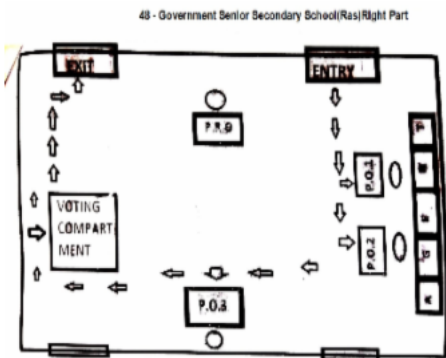 48 - Government Senior Secondary School(Ras)Right Part
EXIT
ENTRY
P.R.O
P.O.1
P.O.2
VOTING
COMPART
MENT
P.O.3